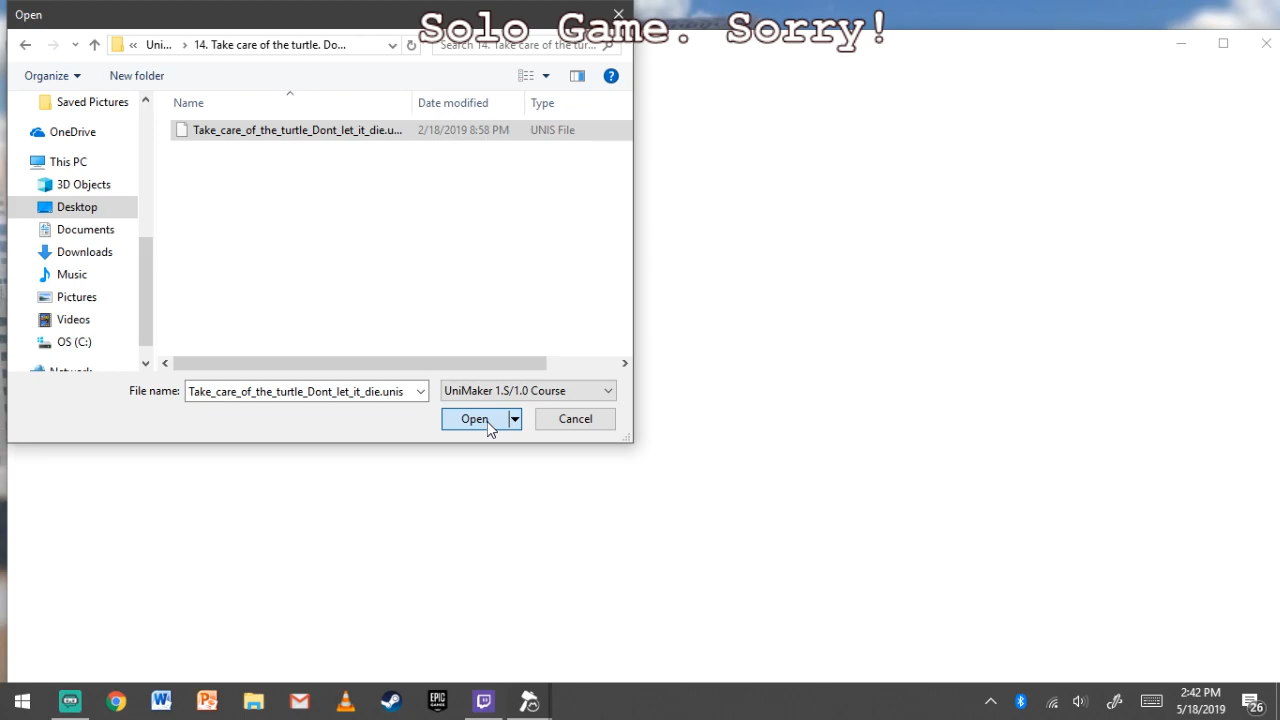 Open
Solo Game. Sorry!
Uni...
14. Take care of the turtle. Do...
Search 14. Take care of the tur...
Organize
New folder
Name
Date modified
Type
Saved Pictures
OneDrive
This PC
3D Objects
Desktop
Documents
Downloads
Music
Pictures
Videos
OS (C:)
Network
Take_care_of_the_turtle_Dont_let_it_die.u...
2/18/2019 8:58 PM
UNIS File
File name:
Take_care_of_the_turtle_Dont_let_it_die.unis
UniMaker 1.S/1.0 Course
Open
Cancel
EPIC
GAMES
2:42 PM
5/18/2019
26